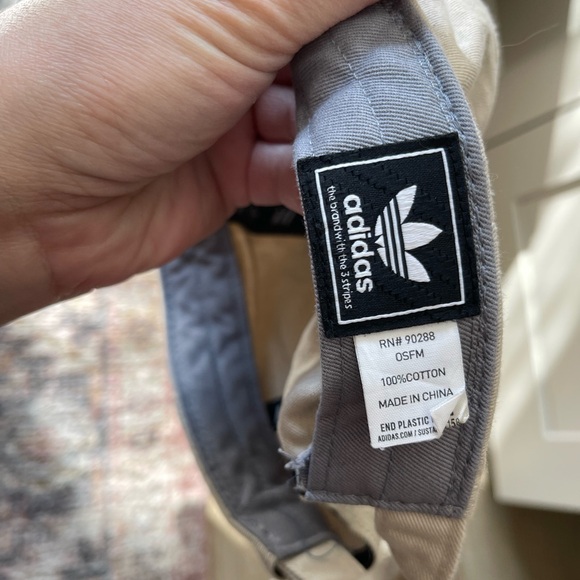 adidas
the brand with the 3 stripes
RN# 90288
OSFM
100%COTTON
MADE IN CHINA
END PLASTIC
ADIDAS.COM / SUSTA